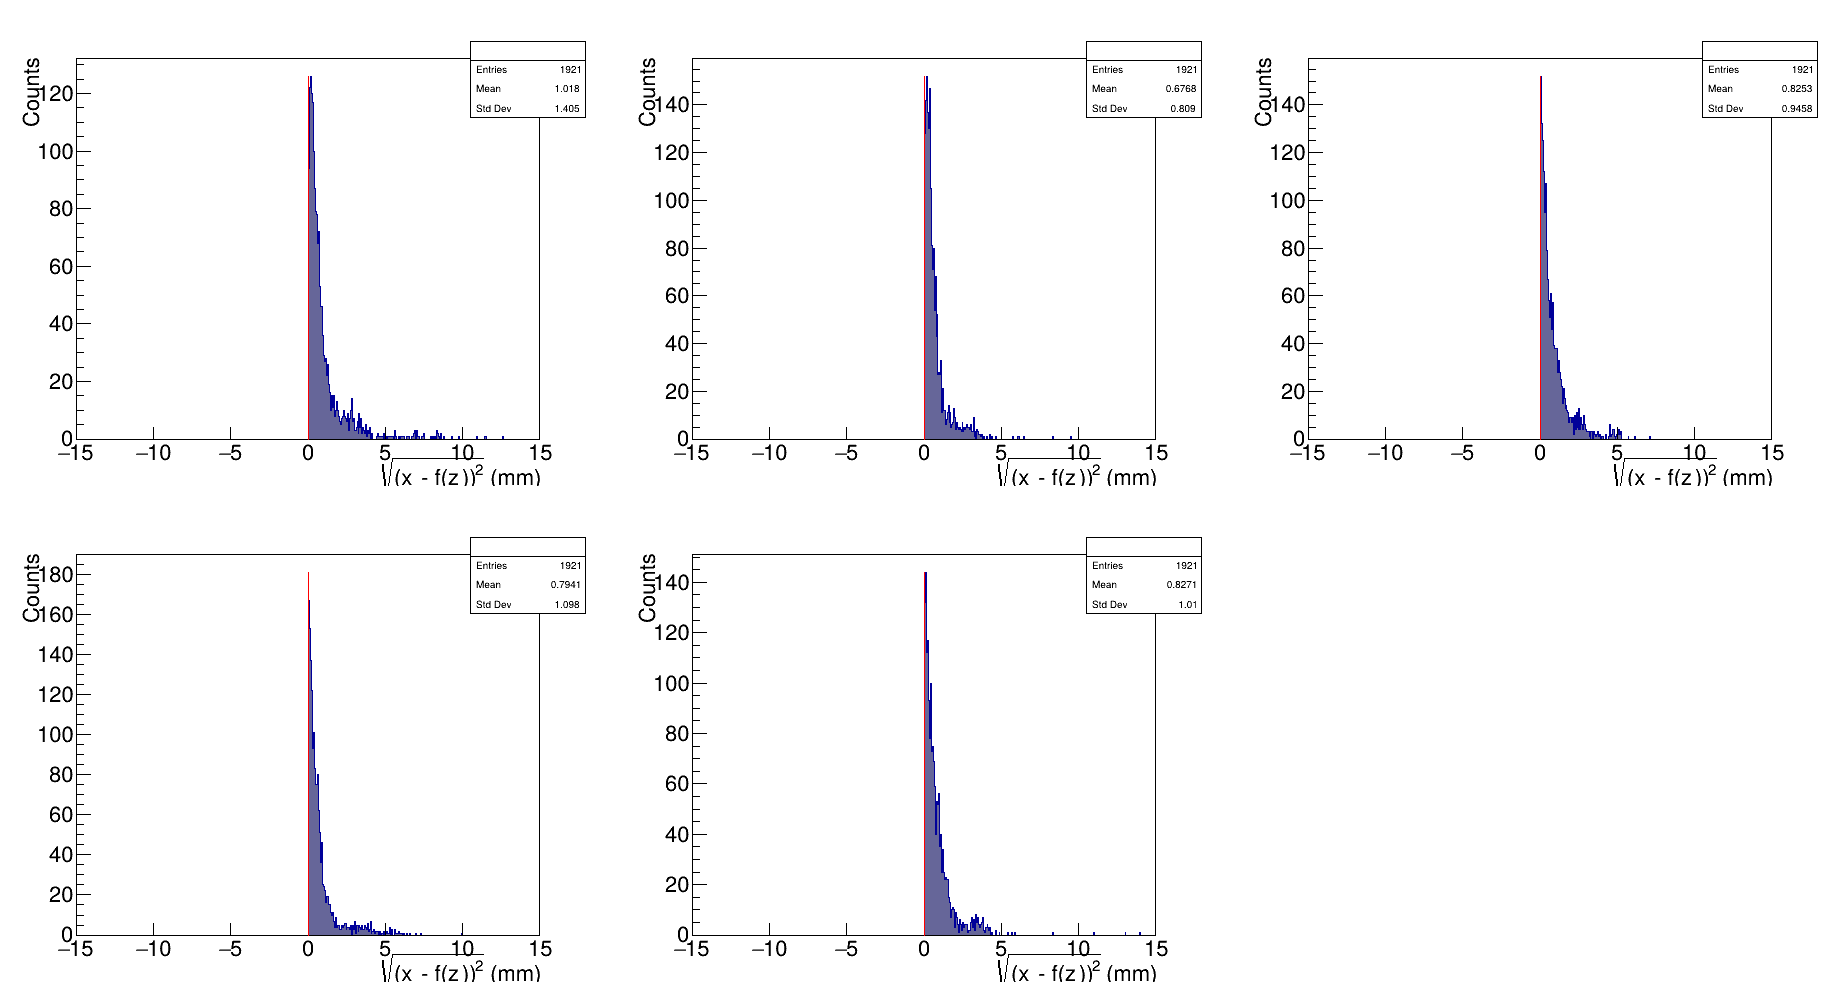 Counts
Entries 1921
Mean 1.018
Std Dev 1.405
120
100
80
60
40
20
0
−15 −10 −5 0 5 10 15
√(x - f(z))² (mm)
Counts
Entries 1921
Mean 0.6768
Std Dev 0.809
140
120
100
80
60
40
20
0
−15 −10 −5 0 5 10 15
√(x - f(z))² (mm)
Counts
Entries 1921
Mean 0.8253
Std Dev 0.9458
140
120
100
80
60
40
20
0
−15 −10 −5 0 5 10 15
√(x - f(z))² (mm)
Counts
Entries 1921
Mean 0.7941
Std Dev 1.098
180
160
140
120
100
80
60
40
20
0
−15 −10 −5 0 5 10 15
√(x - f(z))² (mm)
Counts
Entries 1921
Mean 0.8271
Std Dev 1.01
140
120
100
80
60
40
20
0
−15 −10 −5 0 5 10 15
√(x - f(z))² (mm)